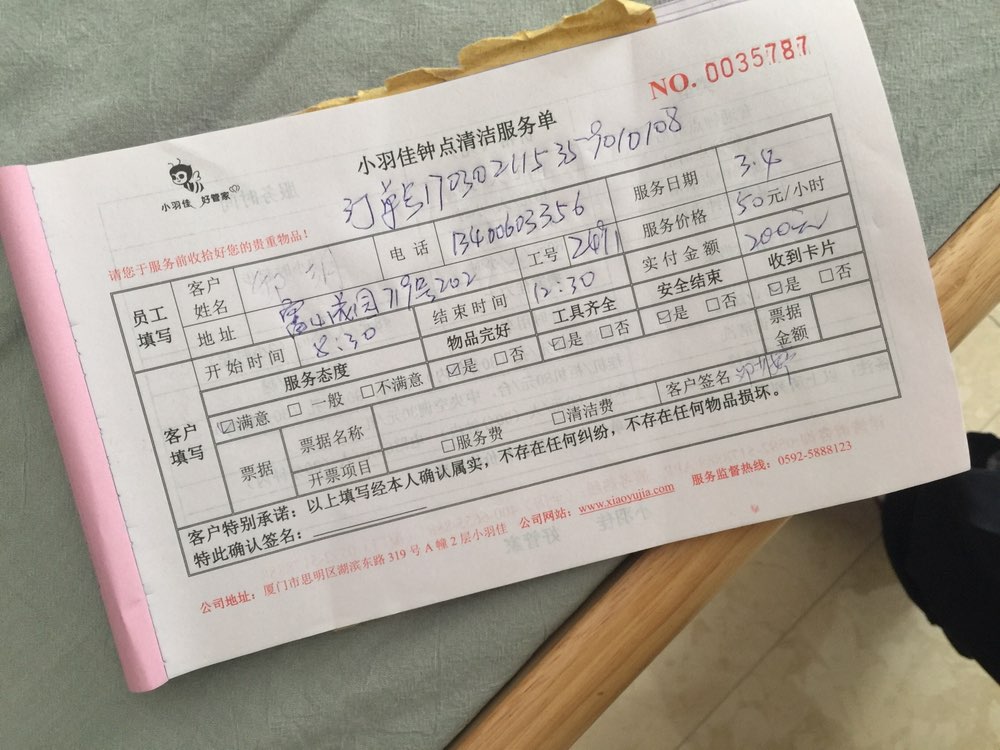 NO. 0035787
小羽佳 好管家
小羽佳钟点清洁服务单
订单号17030211535-9010108
请您于服务前收拾好您的贵重物品!
员工填写 客户姓名 电话 13400603356 服务日期 3.4
地址 富山庄园719号202 工号 2691 服务价格 50元/小时
开始时间 8:30 结束时间 12:30 实付金额 200元
客户填写 服务态度 物品完好 工具齐全 安全结束 收到卡片
☑满意 □一般 □不满意 ☑是 □否 ☑是 □否 ☑是 □否 ☑是 □否
票据 票据名称 客户签名 票据金额
开票项目 □服务费 □清洁费
客户特别承诺:以上填写经本人确认属实,不存在任何纠纷,不存在任何物品损坏。
特此确认签名:
公司地址:厦门市思明区湖滨东路319号A幢2层小羽佳 公司网站:www.xiaoyujia.com 服务监督热线:0592-5888123